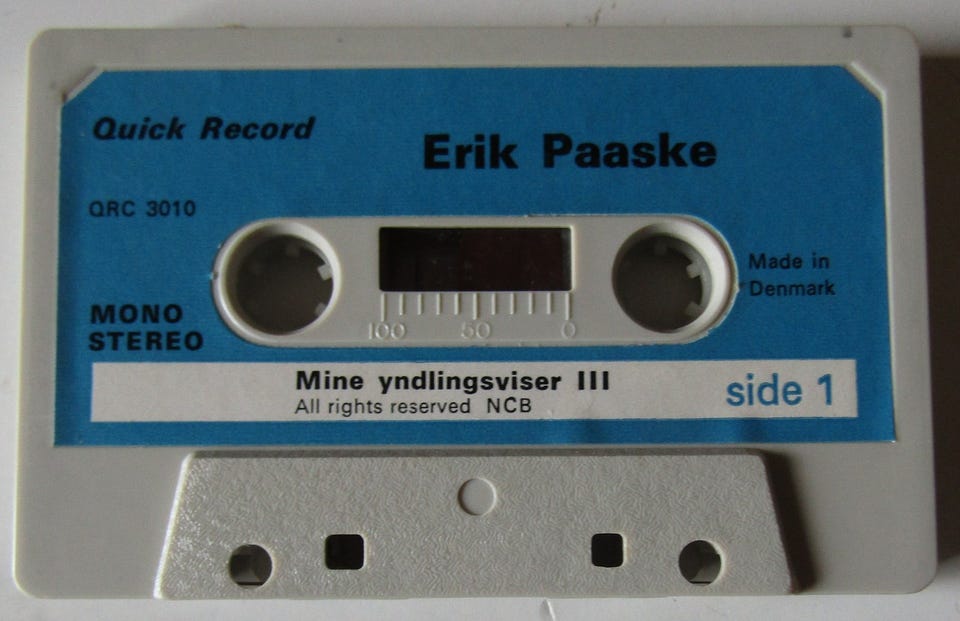 Quick Record
Erik Paaske
QRC 3010
Made in
Denmark
MONO
STEREO
100 50 0
Mine yndlingsviser III
All rights reserved NCB
side 1